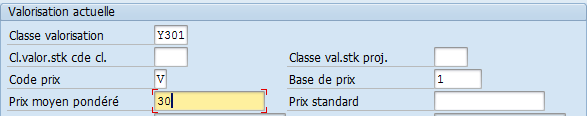 Valorisation actuelle
Classe valorisation Y301
Cl.valor.stk cde cl. Classe val.stk proj.
Code prix V Base de prix 1
Prix moyen pondéré 30 Prix standard